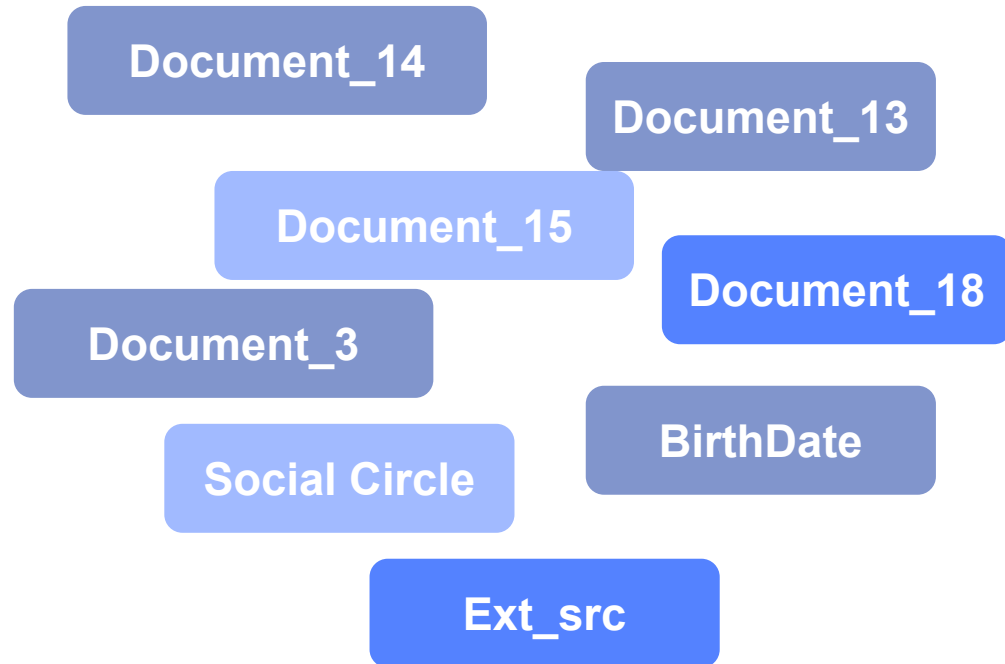 Document_14
Document_13
Document_15
Document_18
Document_3
BirthDate
Social Circle
Ext_src